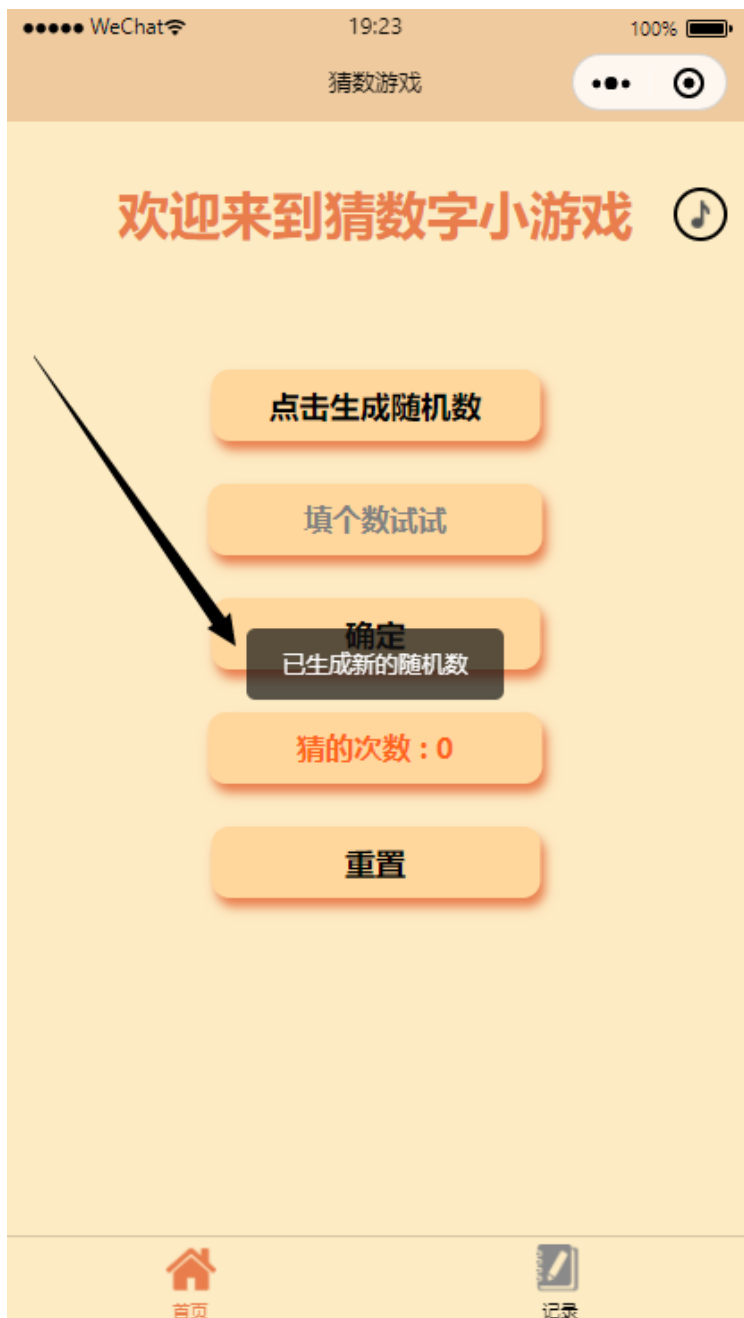 WeChat 19:23 100%
猜数游戏
欢迎来到猜数字小游戏
点击生成随机数
填个数试试
确定
已生成新的随机数
猜的次数：0
重置
首页 记录